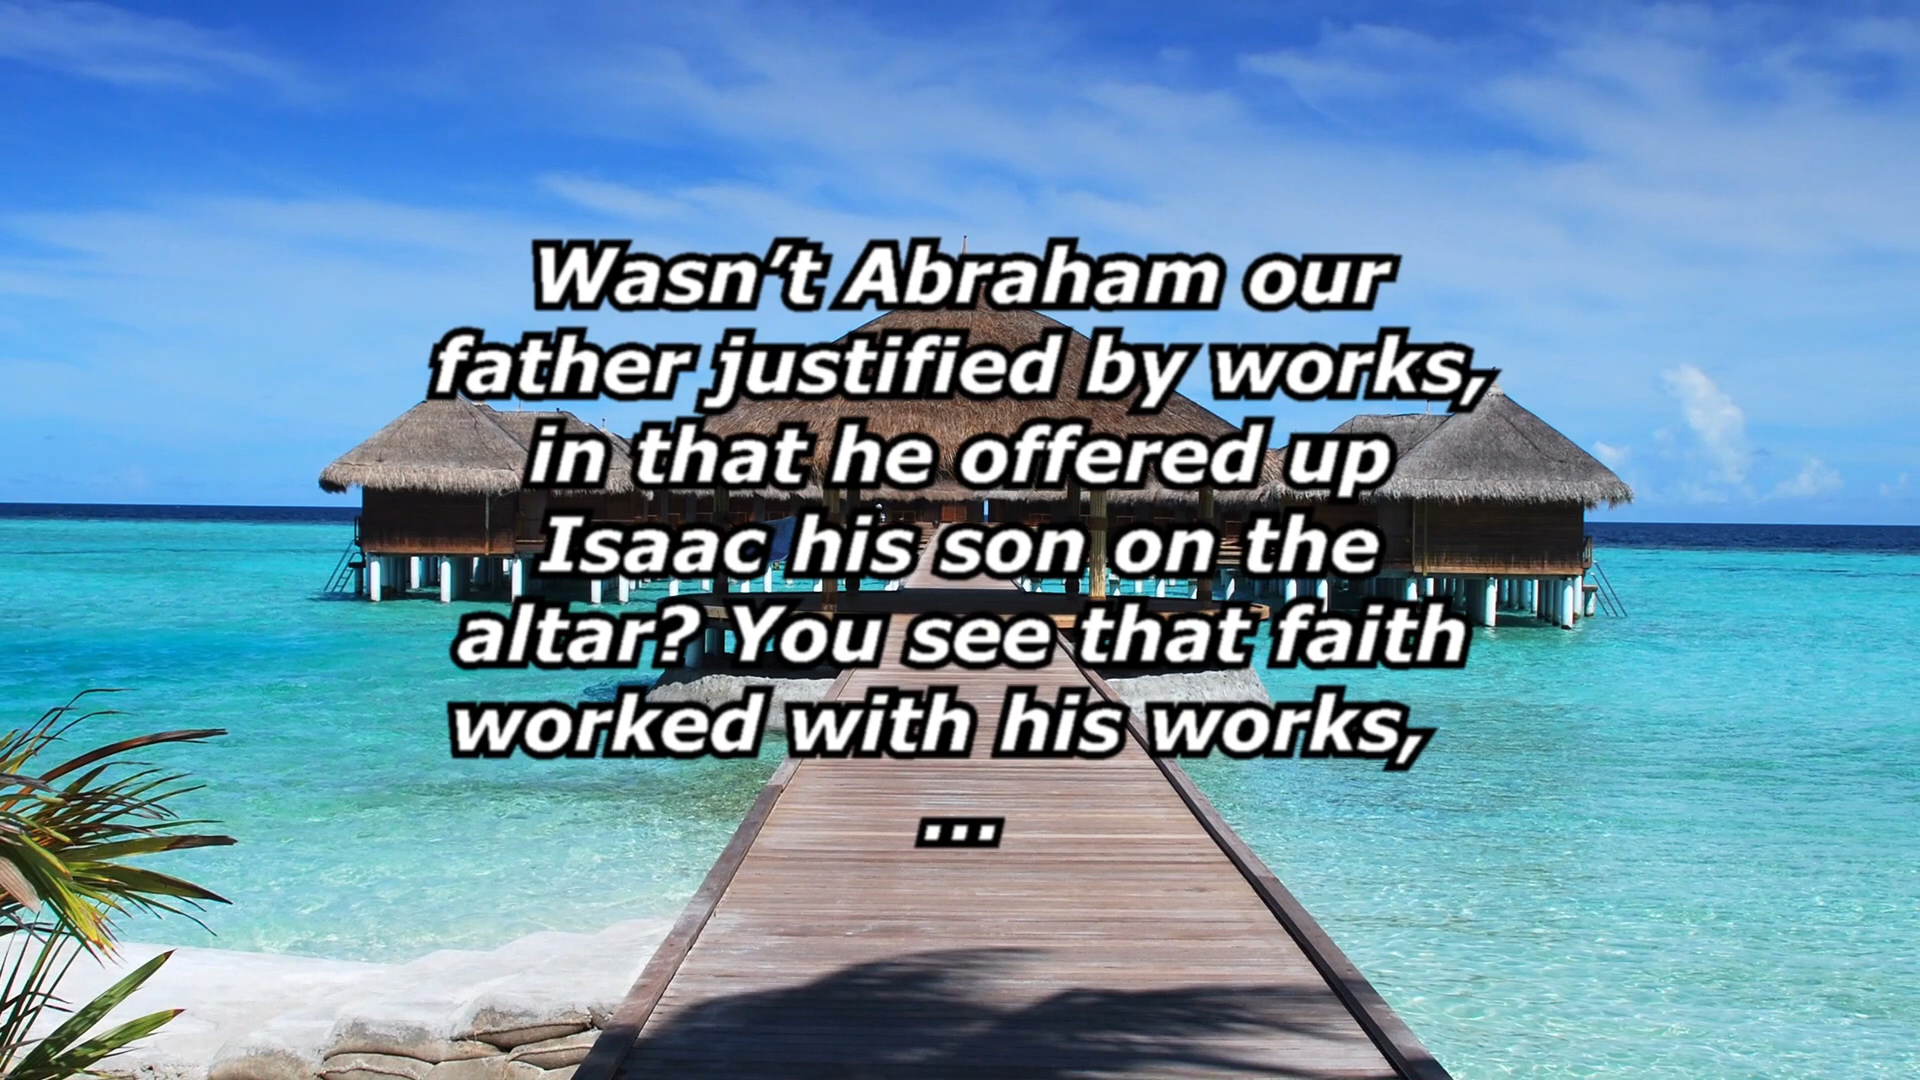 Wasn’t Abraham our
father justified by works,
in that he offered up
Isaac his son on the
altar? You see that faith
worked with his works,
...